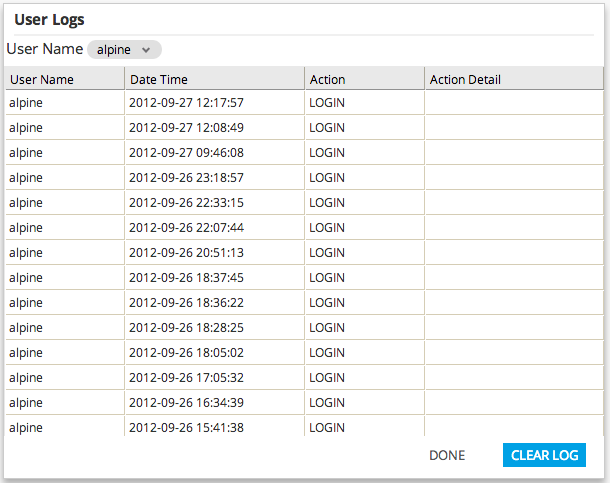 User Logs
User Name alpine
User Name Date Time Action Action Detail
alpine 2012-09-27 12:17:57 LOGIN
alpine 2012-09-27 12:08:49 LOGIN
alpine 2012-09-27 09:46:08 LOGIN
alpine 2012-09-26 23:18:57 LOGIN
alpine 2012-09-26 22:33:15 LOGIN
alpine 2012-09-26 22:07:44 LOGIN
alpine 2012-09-26 20:51:13 LOGIN
alpine 2012-09-26 18:37:45 LOGIN
alpine 2012-09-26 18:36:22 LOGIN
alpine 2012-09-26 18:28:25 LOGIN
alpine 2012-09-26 18:05:02 LOGIN
alpine 2012-09-26 17:05:32 LOGIN
alpine 2012-09-26 16:34:39 LOGIN
alpine 2012-09-26 15:41:38 LOGIN
DONE CLEAR LOG